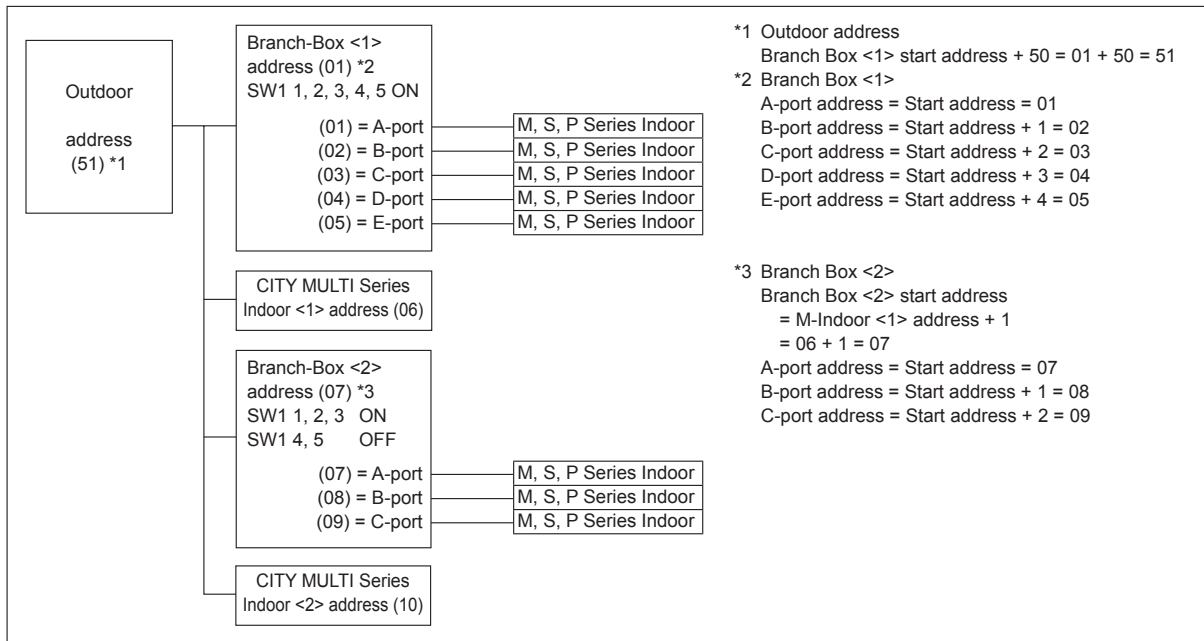 Outdoor
address
(51) *1
Branch-Box <1>
address (01) *2
SW1 1, 2, 3, 4, 5 ON
(01) = A-port
(02) = B-port
(03) = C-port
(04) = D-port
(05) = E-port
M, S, P Series Indoor
M, S, P Series Indoor
M, S, P Series Indoor
M, S, P Series Indoor
M, S, P Series Indoor
CITY MULTI Series
Indoor <1> address (06)
Branch-Box <2>
address (07) *3
SW1 1, 2, 3 ON
SW1 4, 5 OFF
(07) = A-port
(08) = B-port
(09) = C-port
M, S, P Series Indoor
M, S, P Series Indoor
M, S, P Series Indoor
CITY MULTI Series
Indoor <2> address (10)
*1 Outdoor address
Branch Box <1> start address + 50 = 01 + 50 = 51
*2 Branch Box <1>
A-port address = Start address = 01
B-port address = Start address + 1 = 02
C-port address = Start address + 2 = 03
D-port address = Start address + 3 = 04
E-port address = Start address + 4 = 05
*3 Branch Box <2>
Branch Box <2> start address
= M-Indoor <1> address + 1
= 06 + 1 = 07
A-port address = Start address = 07
B-port address = Start address + 1 = 08
C-port address = Start address + 2 = 09